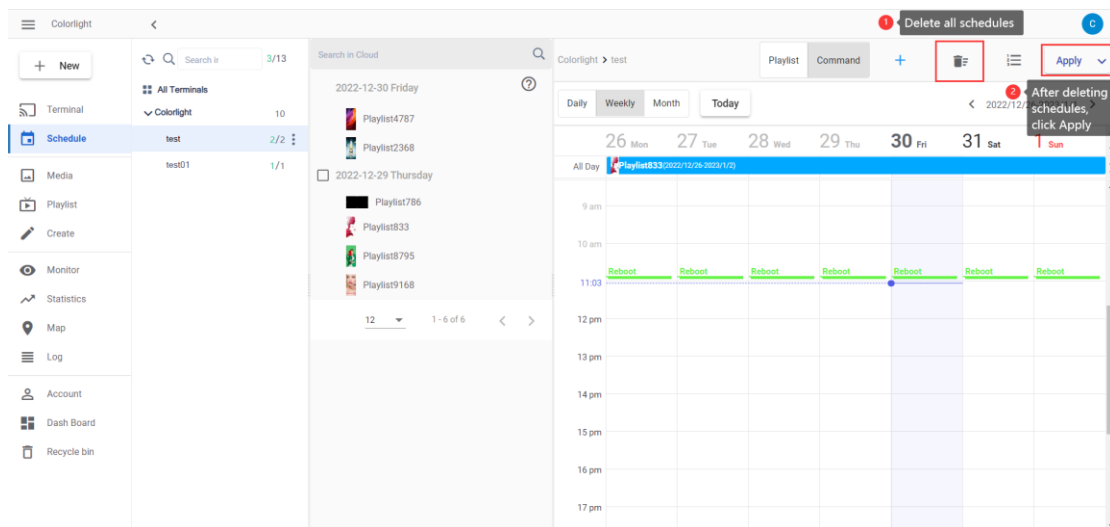 Colorlight
1 Delete all schedules
C
New
Search i
3/13
Search in Cloud
Colorlight > test
Playlist
Command
Apply
All Terminals
2022-12-30 Friday
Terminal
Colorlight
10
Playlist4787
Daily
Weekly
Month
Today
2022/12/
2 After deleting
schedules,
click Apply
Schedule
test
2/2
Playlist2368
26 Mon
27 Tue
28 Wed
29 Thu
30 Fri
31 Sat
1 Sun
test01
1/1
All Day
Playlist833(2022/12/26-2023/1/2)
Media
2022-12-29 Thursday
Playlist
Playlist786
9 am
Create
Playlist833
10 am
Playlist8795
Monitor
Reboot
Reboot
Reboot
Reboot
Reboot
Reboot
Reboot
Playlist9168
11:03
Statistics
12
1 - 6 of 6
12 pm
Map
Log
13 pm
Account
14 pm
Dash Board
15 pm
Recycle bin
16 pm
17 pm